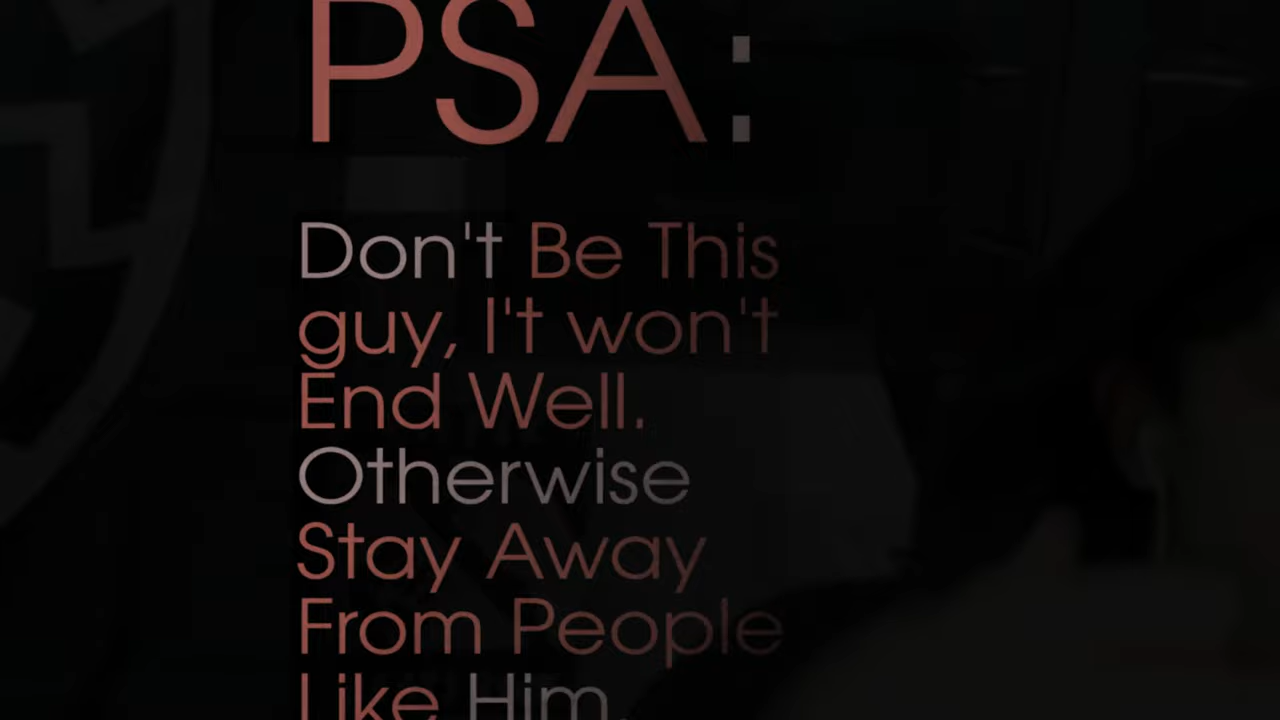 PSA:
Don't Be This
guy, I't won't
End Well.
Otherwise
Stay Away
From People
Like Him.